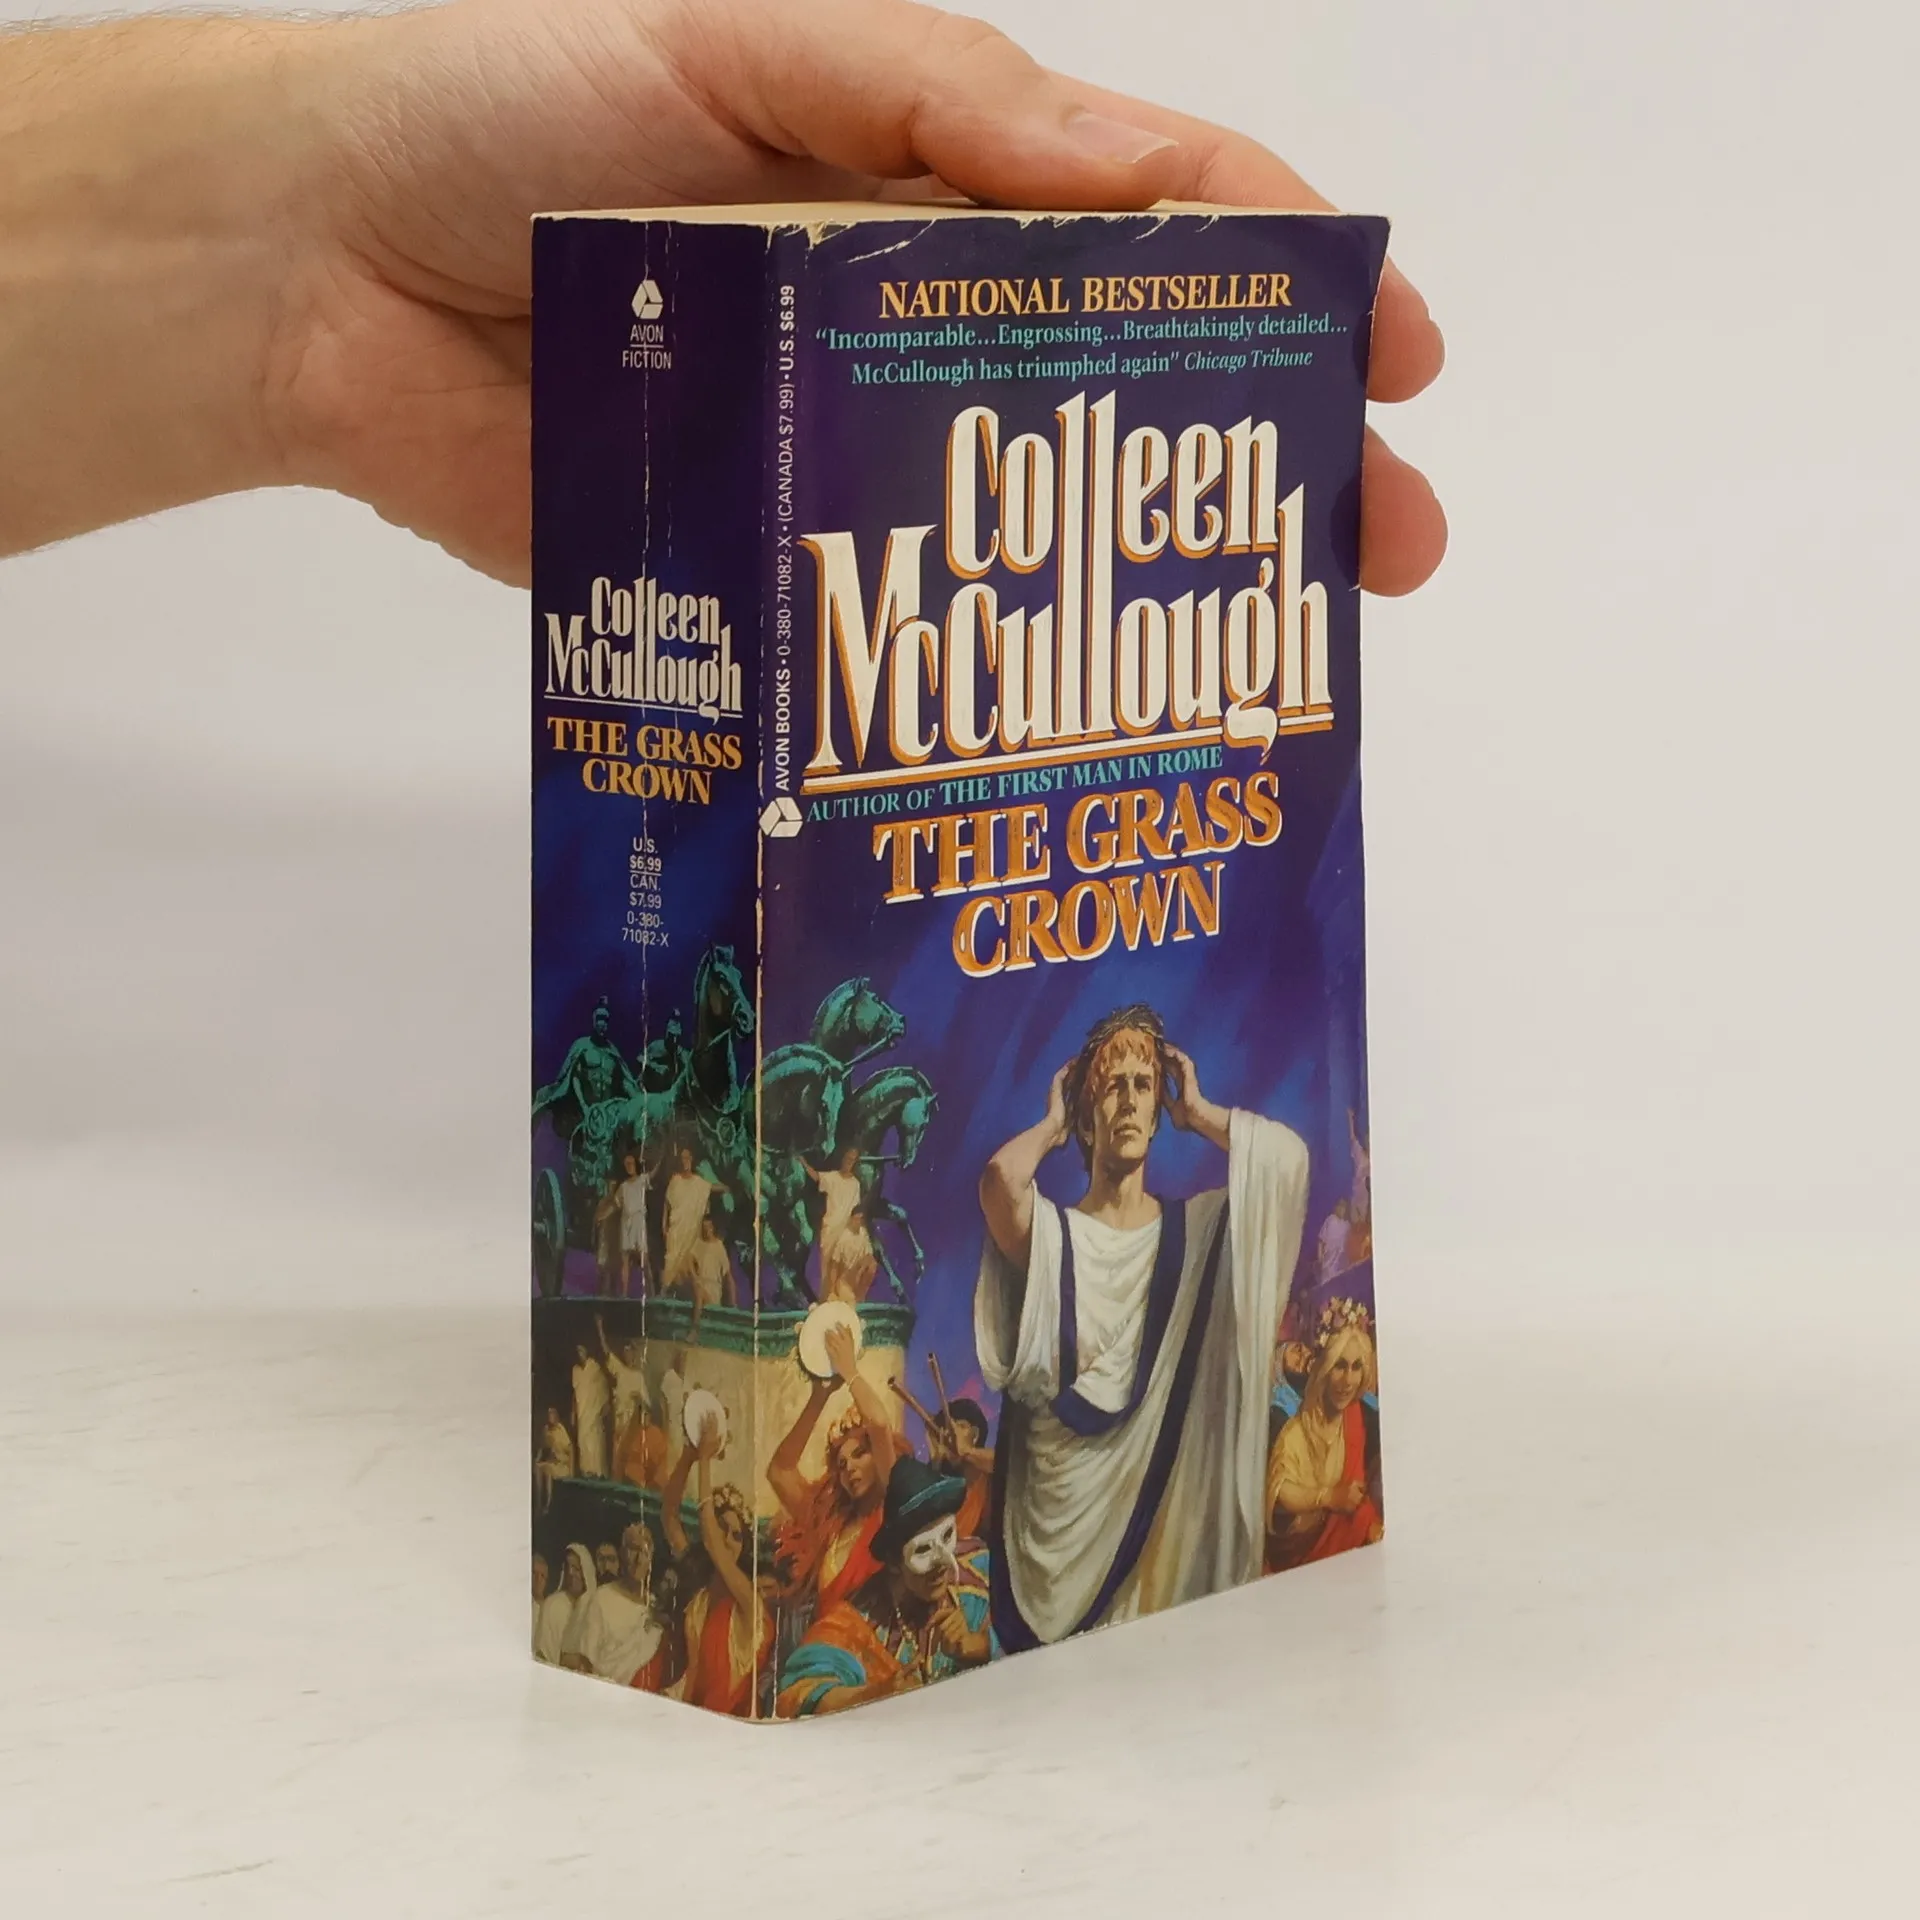 AVON
FICTION
Colleen
McCullough
THE GRASS
CROWN
U.S.
$6.99
CAN.
$7.99
0-380-
71082-X
AVON BOOKS • 0-380-71082-X • (CANADA $7.99) • U.S. $6.99
NATIONAL BESTSELLER
“Incomparable...Engrossing...Breathtakingly detailed...
McCullough has triumphed again” Chicago Tribune
Colleen
McCullough
AUTHOR OF THE FIRST MAN IN ROME
THE GRASS
CROWN